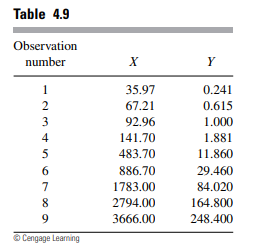 Table 4.9
Observation
number X Y
1 35.97 0.241
2 67.21 0.615
3 92.96 1.000
4 141.70 1.881
5 483.70 11.860
6 886.70 29.460
7 1783.00 84.020
8 2794.00 164.800
9 3666.00 248.400
© Cengage Learning